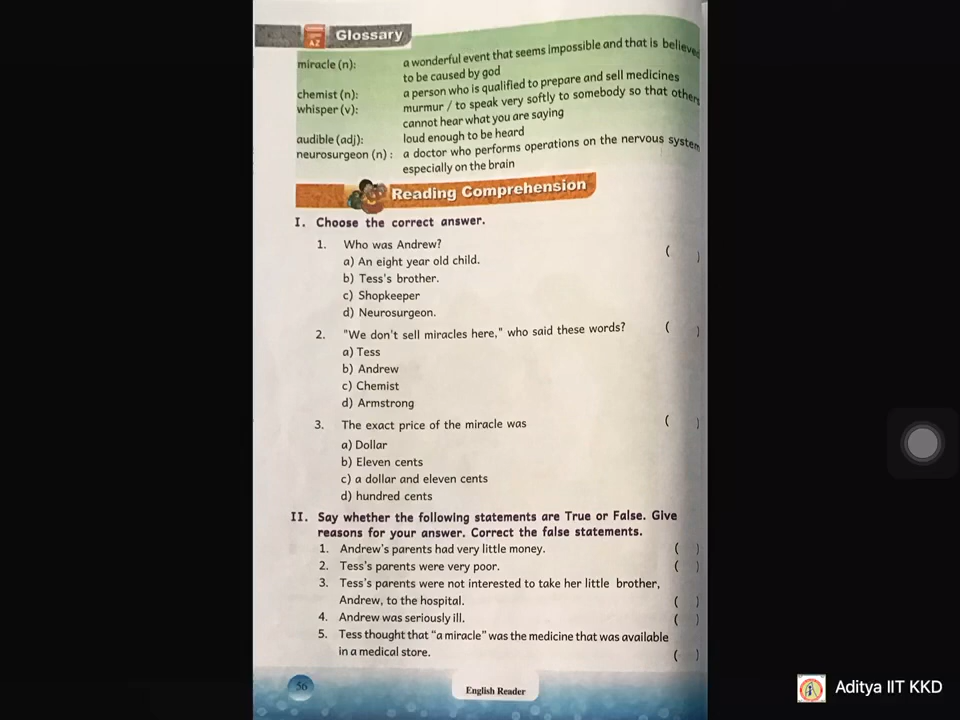 Glossary
miracle (n): a wonderful event that seems impossible and that is believed
to be caused by god
chemist (n): a person who is qualified to prepare and sell medicines
whisper (v): murmur / to speak very softly to somebody so that others
cannot hear what you are saying
audible (adj): loud enough to be heard
neurosurgeon (n) : a doctor who performs operations on the nervous system
especially on the brain
Reading Comprehension
I. Choose the correct answer.
1. Who was Andrew? ( )
a) An eight year old child.
b) Tess's brother.
c) Shopkeeper
d) Neurosurgeon.
2. "We don't sell miracles here," who said these words? ( )
a) Tess
b) Andrew
c) Chemist
d) Armstrong
3. The exact price of the miracle was ( )
a) Dollar
b) Eleven cents
c) a dollar and eleven cents
d) hundred cents
II. Say whether the following statements are True or False. Give
reasons for your answer. Correct the false statements.
1. Andrew's parents had very little money. ( )
2. Tess's parents were very poor. ( )
3. Tess's parents were not interested to take her little brother,
Andrew, to the hospital. ( )
4. Andrew was seriously ill. ( )
5. Tess thought that "a miracle" was the medicine that was available
in a medical store. ( )
56
English Reader
Aditya IIT KKD